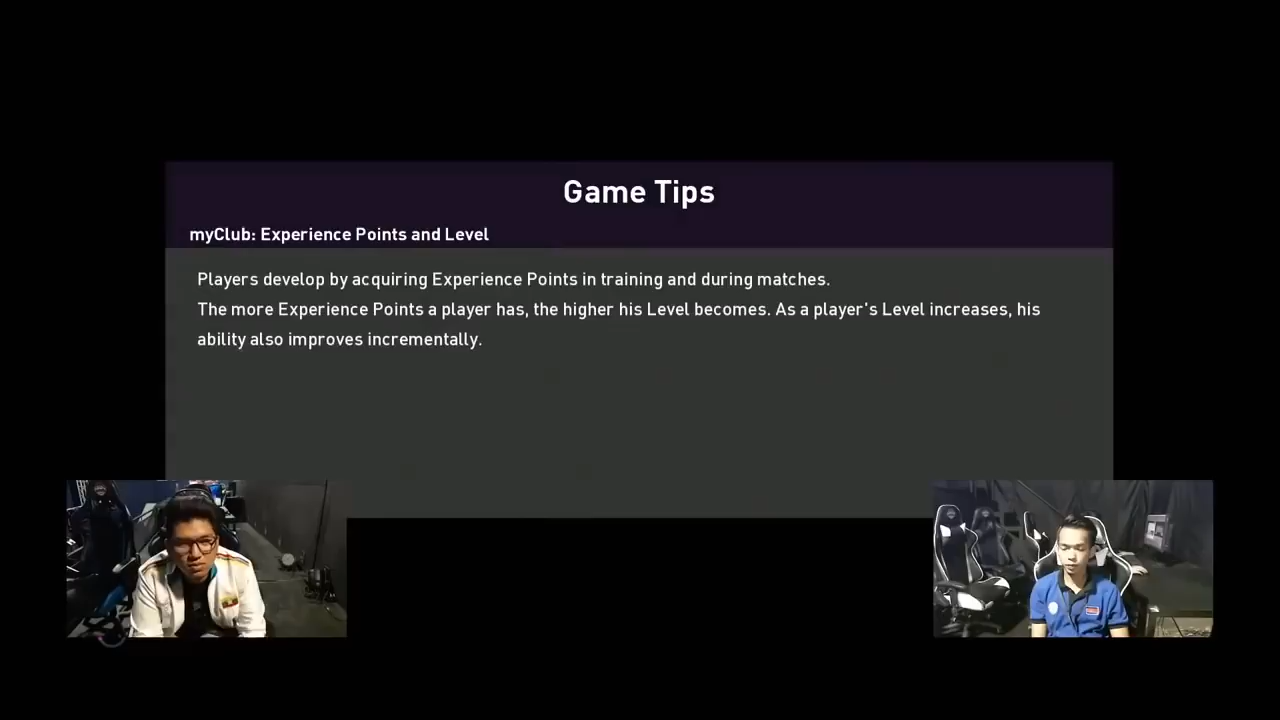 Game Tips
myClub: Experience Points and Level
Players develop by acquiring Experience Points in training and during matches.
The more Experience Points a player has, the higher his Level becomes. As a player's Level increases, his
ability also improves incrementally.